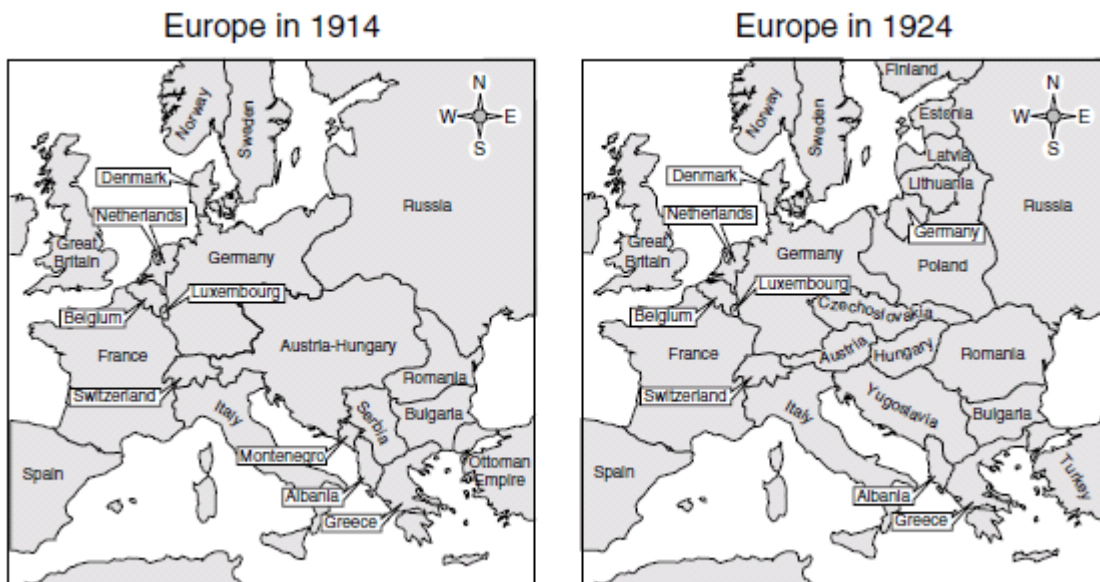 Europe in 1914
Norway
Sweden
N
W
E
S
Denmark
Netherlands
Russia
Great
Britain
Germany
Luxembourg
Belgium
France
Austria-Hungary
Switzerland
Romania
Italy
Serbia
Bulgaria
Montenegro
Spain
Ottoman
Empire
Albania
Greece
Europe in 1924
Finland
Norway
Sweden
N
W
E
S
Estonia
Latvia
Denmark
Lithuania
Netherlands
Russia
Germany
Great
Britain
Germany
Poland
Luxembourg
Belgium
Czechoslovakia
France
Austria
Hungary
Romania
Switzerland
Yugoslavia
Italy
Bulgaria
Spain
Turkey
Albania
Greece